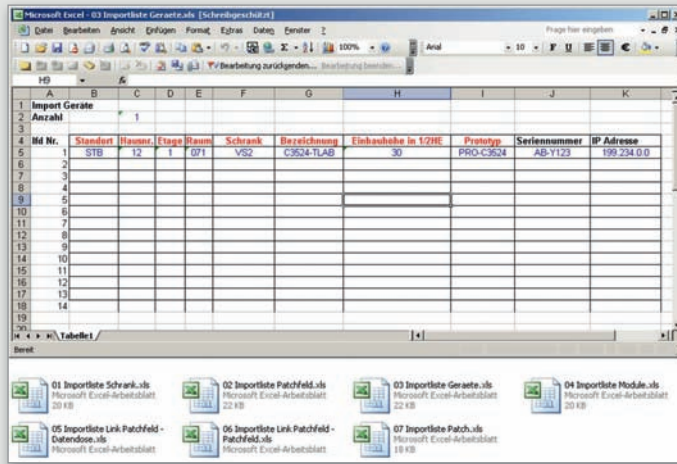 Microsoft Excel - 03 Importliste Geraete.xls [Schreibgeschützt]
Datei Bearbeiten Ansicht Einfügen Format Extras Daten Fenster ? Frage hier eingeben
100% Arial 10 F U €
Bearbeitung zurückgenden... Bearbeitung beenden...
H9 fx
A B C D E F G H I J K
1 Import Geräte
2 Anzahl 1
3
4 lfd Nr. Standort Hausnr. Etage Raum Schrank Bezeichnung Einbauhöhe in 1/2HE Prototyp Seriennummer IP Adresse
5 1 STB 12 1 071 VS2 C3524-TLAB 30 PRO-C3524 AB-Y123 199.234.0.0
6 2
7 3
8 4
9 5
10 6
11 7
12 8
13 9
14 10
15 11
16 12
17 13
18 14
19
20
Tabelle1
Bereit
01 Importliste Schrank.xls
Microsoft Excel-Arbeitsblatt
20 KB
02 Importliste Patchfeld.xls
Microsoft Excel-Arbeitsblatt
22 KB
03 Importliste Geraete.xls
Microsoft Excel-Arbeitsblatt
22 KB
04 Importliste Module.xls
Microsoft Excel-Arbeitsblatt
20 KB
05 Importliste Link Patchfeld -
Datendose.xls
Microsoft Excel-Arbeitsblatt
06 Importliste Link Patchfeld -
Patchfeld.xls
Microsoft Excel-Arbeitsblatt
07 Importliste Patch.xls
Microsoft Excel-Arbeitsblatt
18 KB